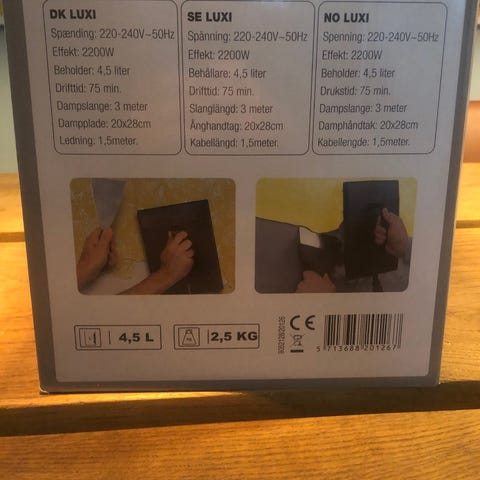 DK LUXI
Spænding: 220-240V~50Hz
Effekt: 2200W
Beholder: 4,5 liter
Drifttid: 75 min.
Dampslange: 3 meter
Dampplade: 20x28cm
Ledning: 1,5meter.
SE LUXI
Spänning: 220-240V~50Hz
Effekt: 2200W
Behållare: 4,5 liter
Drifttid: 75 min.
Slanglängd: 3 meter
Ånghandtag: 20x28cm
Kabellängd: 1,5meter.
NO LUXI
Spenning: 220-240V~50Hz
Effekt: 2200W
Beholder: 4,5 liter
Drukstid: 75 min.
Dampslange: 3 meter
Damphåndtak: 20x28cm
Kabellengde: 1,5meter.
4,5 L
2,5 KG
CE
5 713688 201267